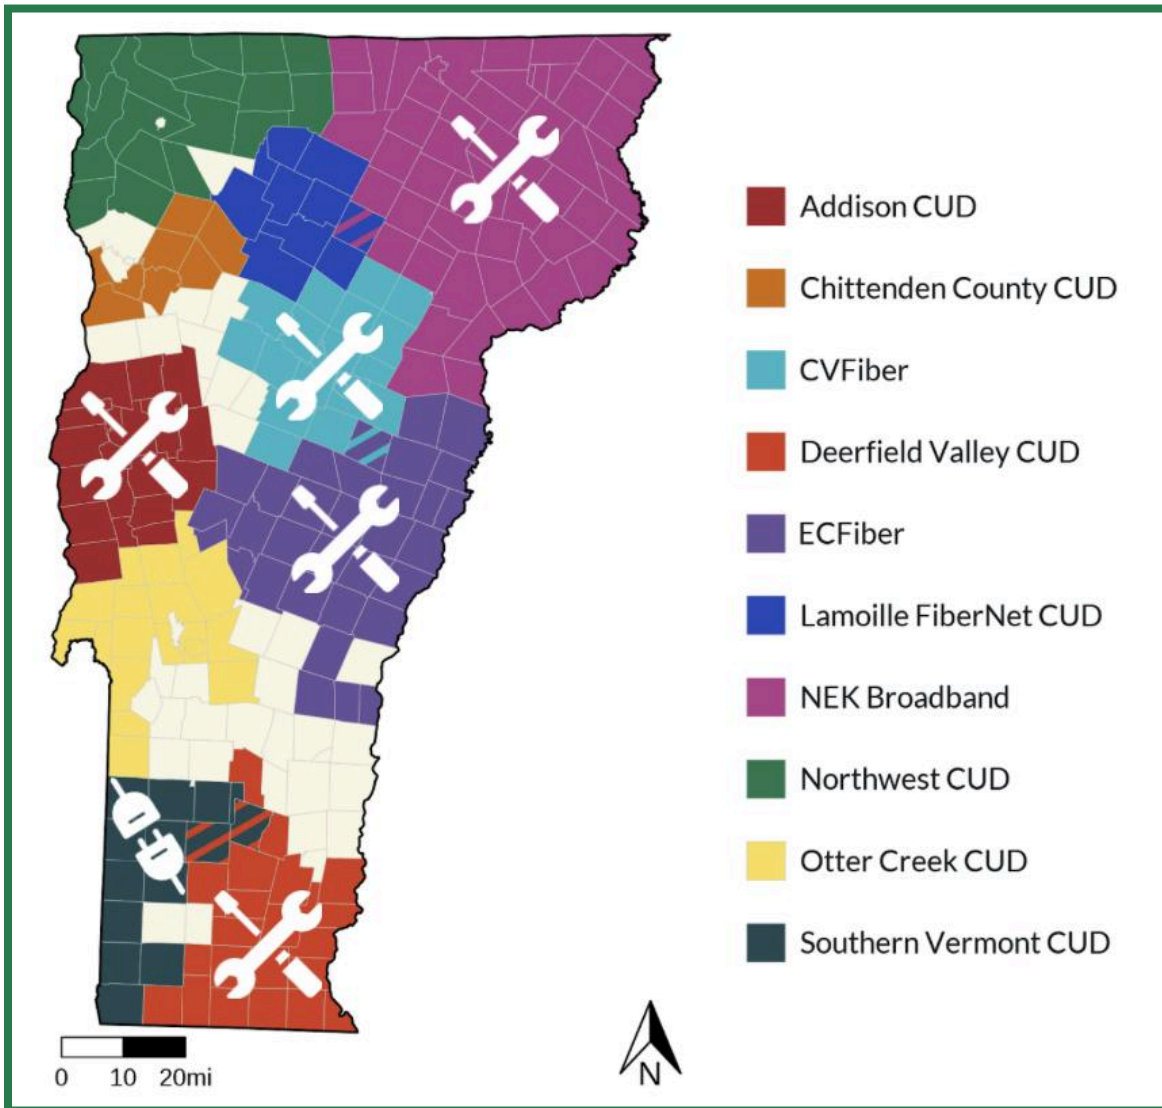 Addison CUD
Chittenden County CUD
CVFiber
Deerfield Valley CUD
ECFiber
Lamoille FiberNet CUD
NEK Broadband
Northwest CUD
Otter Creek CUD
Southern Vermont CUD
0 10 20mi
N